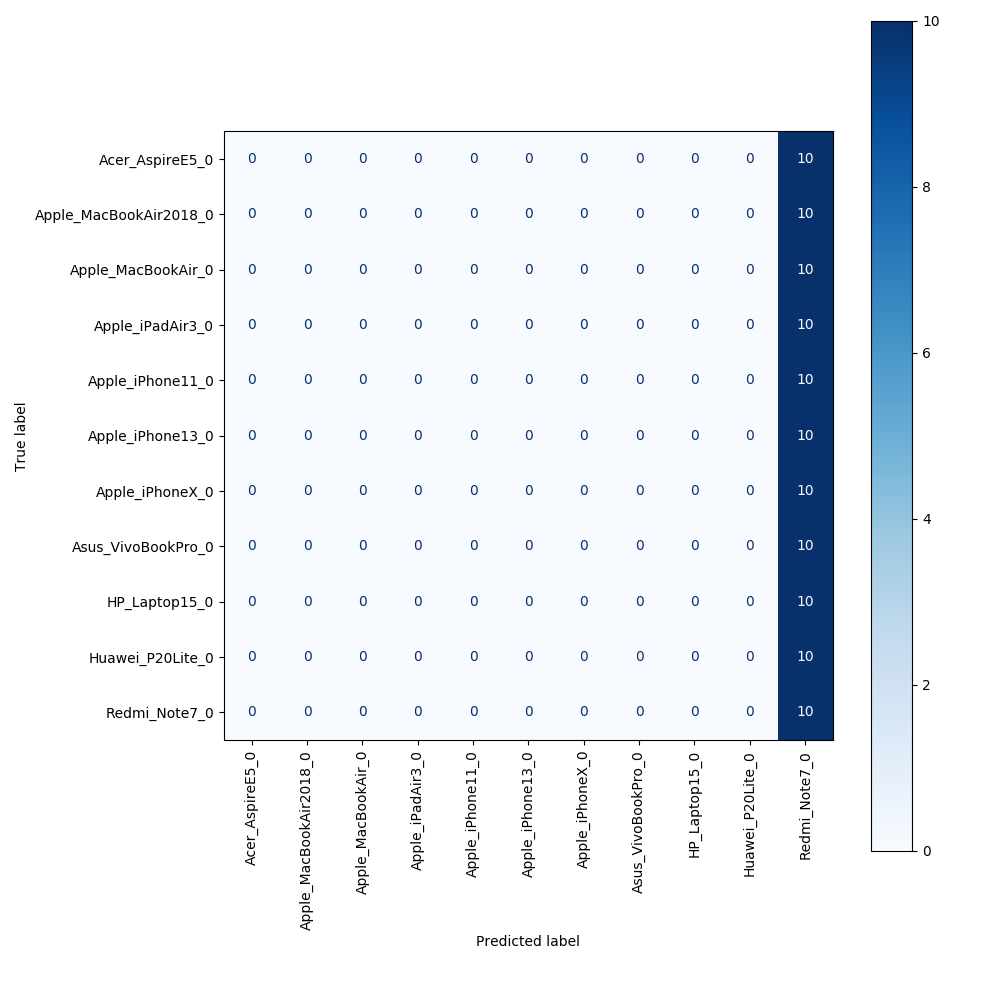 10
Acer_AspireE5_0 0 0 0 0 0 0 0 0 0 0 10
8
Apple_MacBookAir2018_0 0 0 0 0 0 0 0 0 0 0 10
Apple_MacBookAir_0 0 0 0 0 0 0 0 0 0 0 10
Apple_iPadAir3_0 0 0 0 0 0 0 0 0 0 0 10
6
Apple_iPhone11_0 0 0 0 0 0 0 0 0 0 0 10
True label
Apple_iPhone13_0 0 0 0 0 0 0 0 0 0 0 10
Apple_iPhoneX_0 0 0 0 0 0 0 0 0 0 0 10
4
Asus_VivoBookPro_0 0 0 0 0 0 0 0 0 0 0 10
HP_Laptop15_0 0 0 0 0 0 0 0 0 0 0 10
Huawei_P20Lite_0 0 0 0 0 0 0 0 0 0 0 10
2
Redmi_Note7_0 0 0 0 0 0 0 0 0 0 0 10
Acer_AspireE5_0
Apple_MacBookAir2018_0
Apple_MacBookAir_0
Apple_iPadAir3_0
Apple_iPhone11_0
Apple_iPhone13_0
Apple_iPhoneX_0
Asus_VivoBookPro_0
HP_Laptop15_0
Huawei_P20Lite_0
Redmi_Note7_0
0
Predicted label